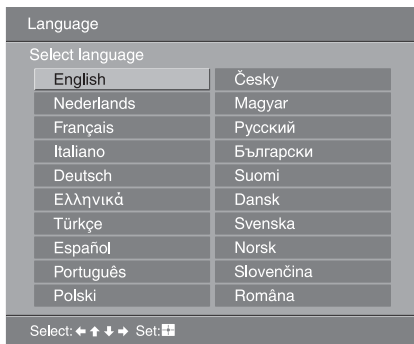 Language
Select language
English Česky
Nederlands Magyar
Français Русский
Italiano Български
Deutsch Suomi
Ελληνικά Dansk
Türkçe Svenska
Español Norsk
Português Slovenčina
Polski Româna
Select: ← ↑ ↓ → Set: